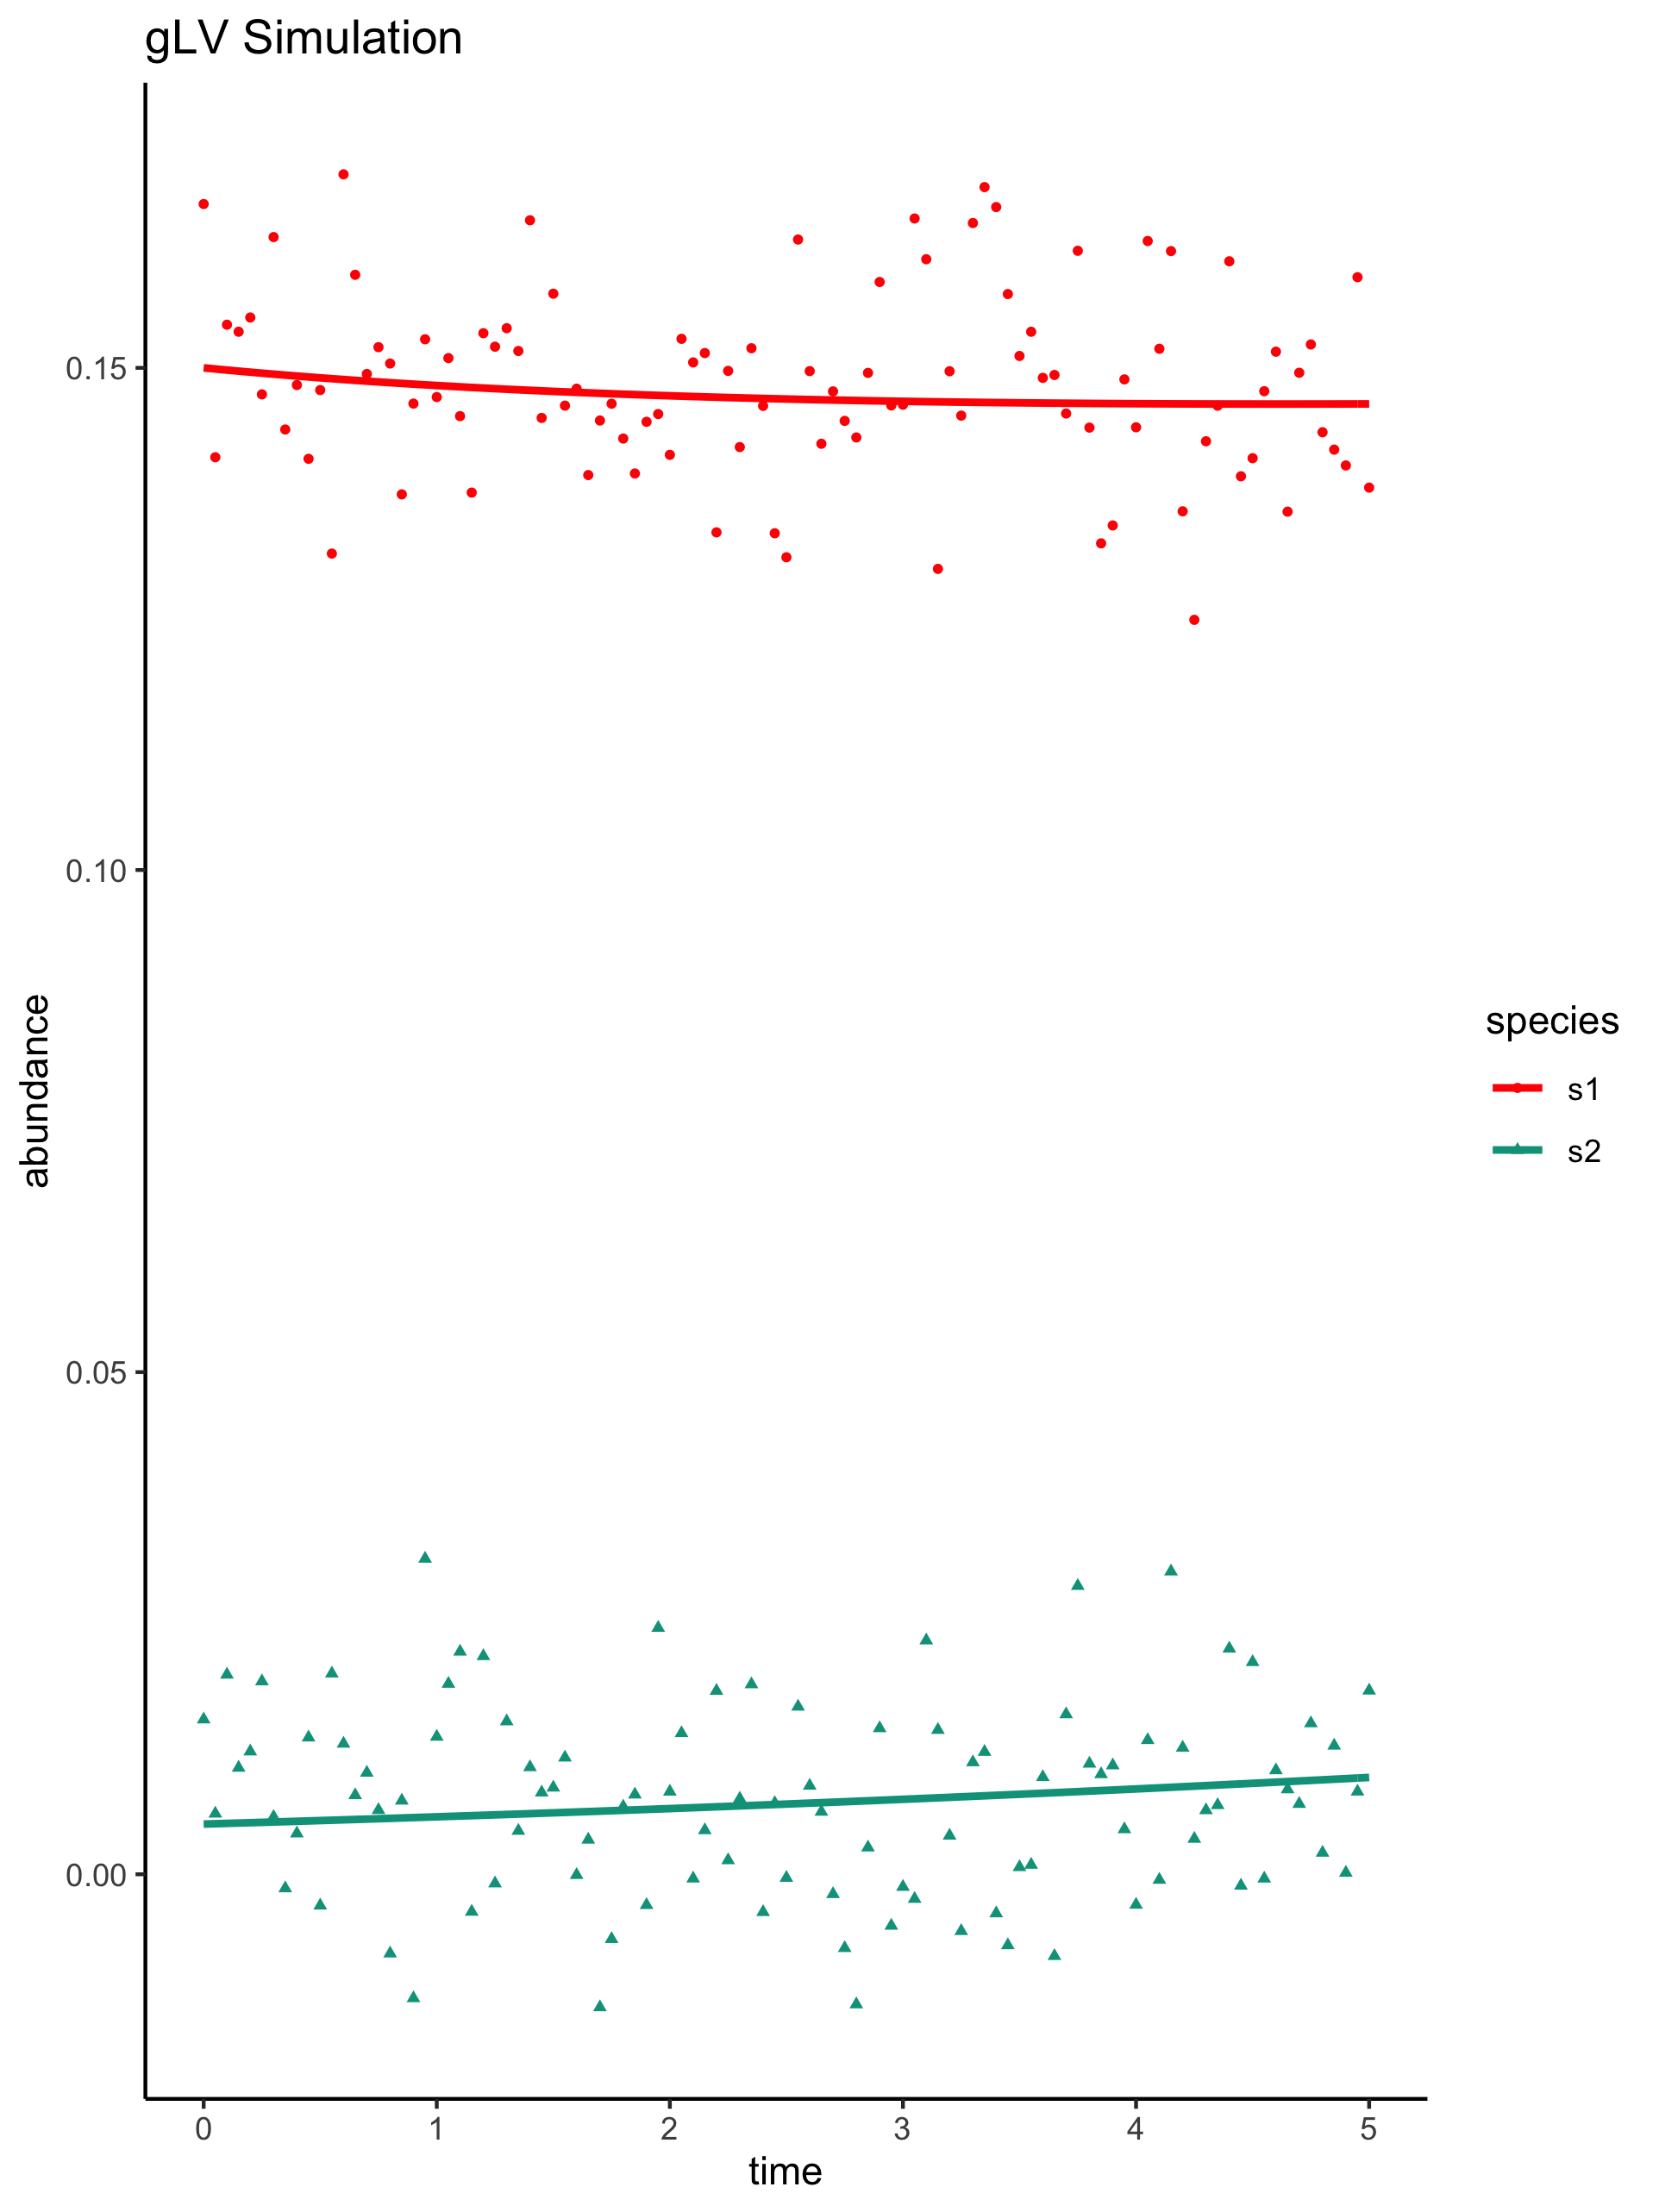 gLV Simulation
0.15
0.10
0.05
0.00
abundance
0 1 2 3 4 5
time
species
s1
s2